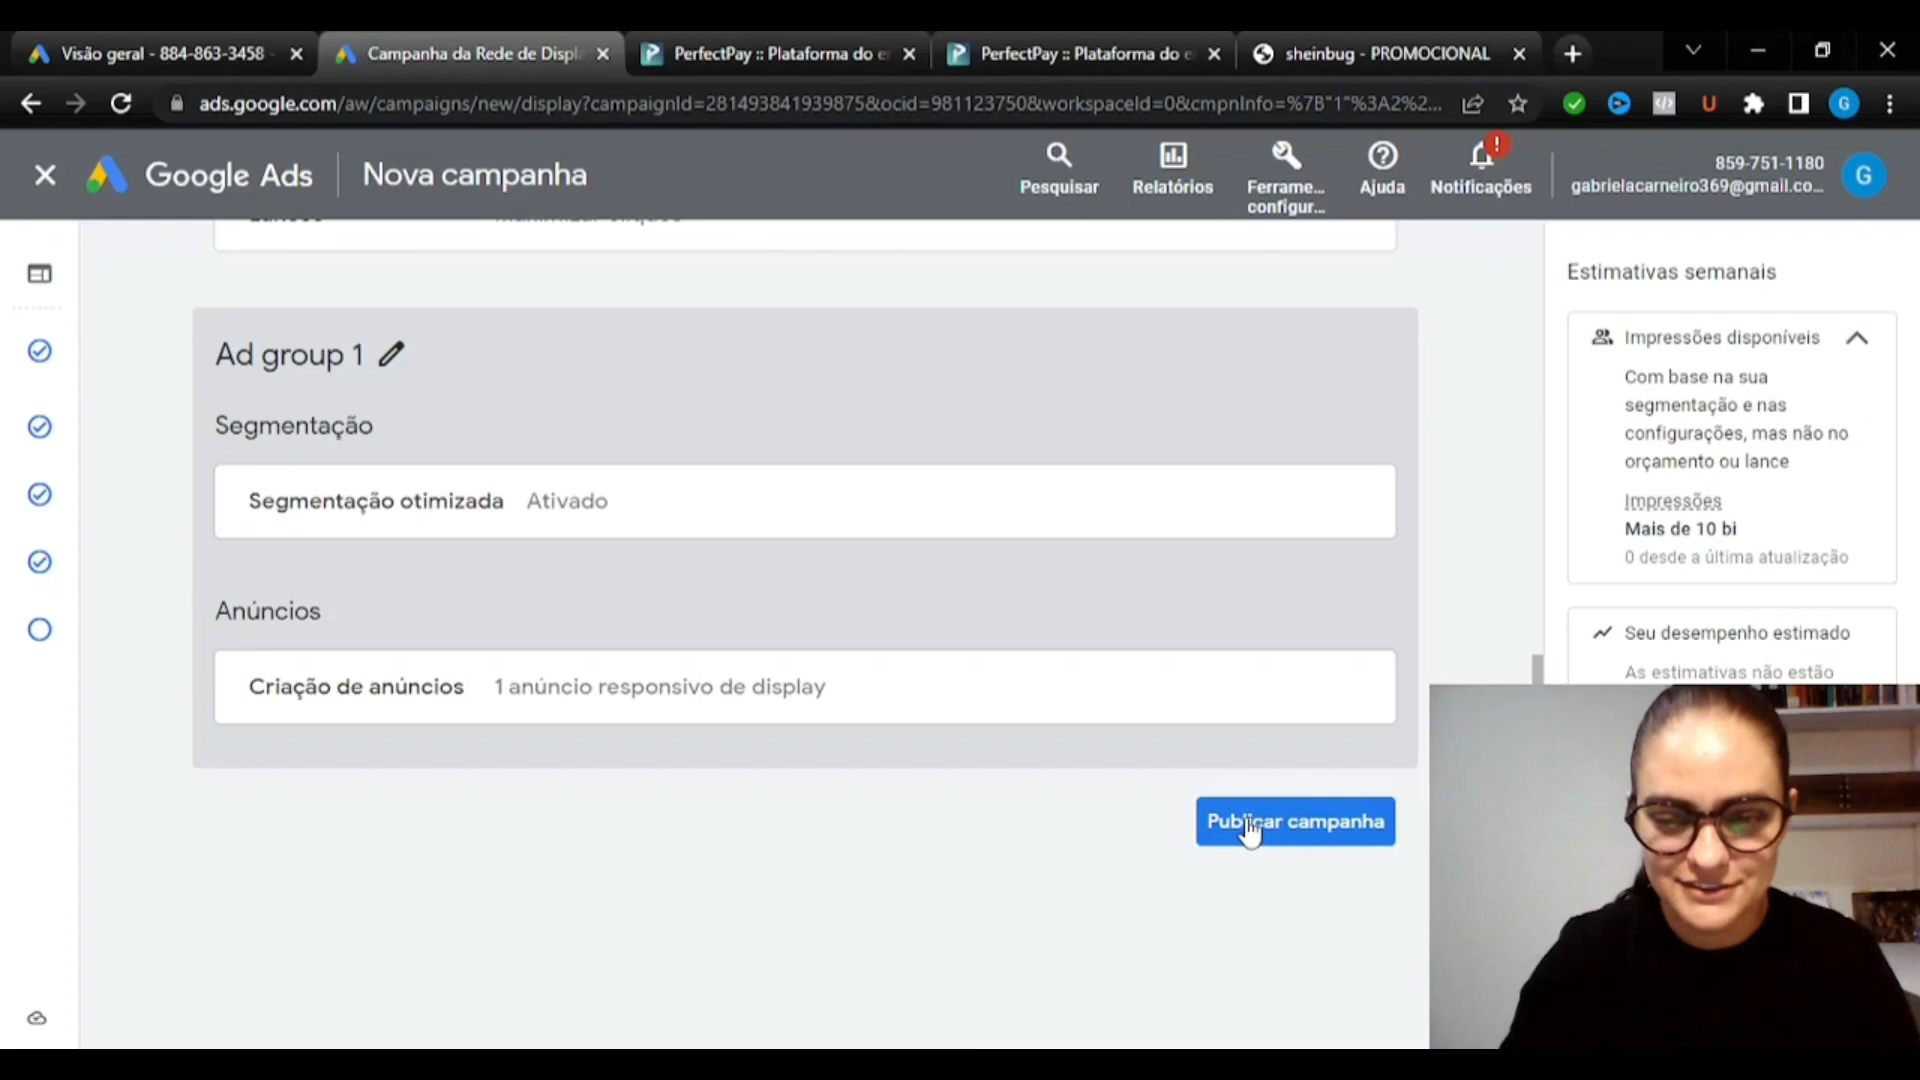 Visão geral - 884-863-3458 -
Campanha da Rede de Displ
PerfectPay :: Plataforma do e
PerfectPay :: Plataforma do e
sheinbug - PROMOCIONAL
ads.google.com/aw/campaigns/new/display?campaignId=281493841939875&ocid=981123750&workspaceId=0&cmpnInfo=%7B"1"%3A2%2...
U
G
Google Ads
Nova campanha
Pesquisar
Relatórios
Ferrame...
configur...
Ajuda
!
Notificações
859-751-1180
gabrielacarneiro369@gmail.co...
G
Ad group 1
Segmentação
Segmentação otimizada Ativado
Anúncios
Criação de anúncios 1 anúncio responsivo de display
Publicar campanha
Estimativas semanais
Impressões disponíveis
Com base na sua
segmentação e nas
configurações, mas não no
orçamento ou lance
Impressões
Mais de 10 bi
0 desde a última atualização
Seu desempenho estimado
As estimativas não estão